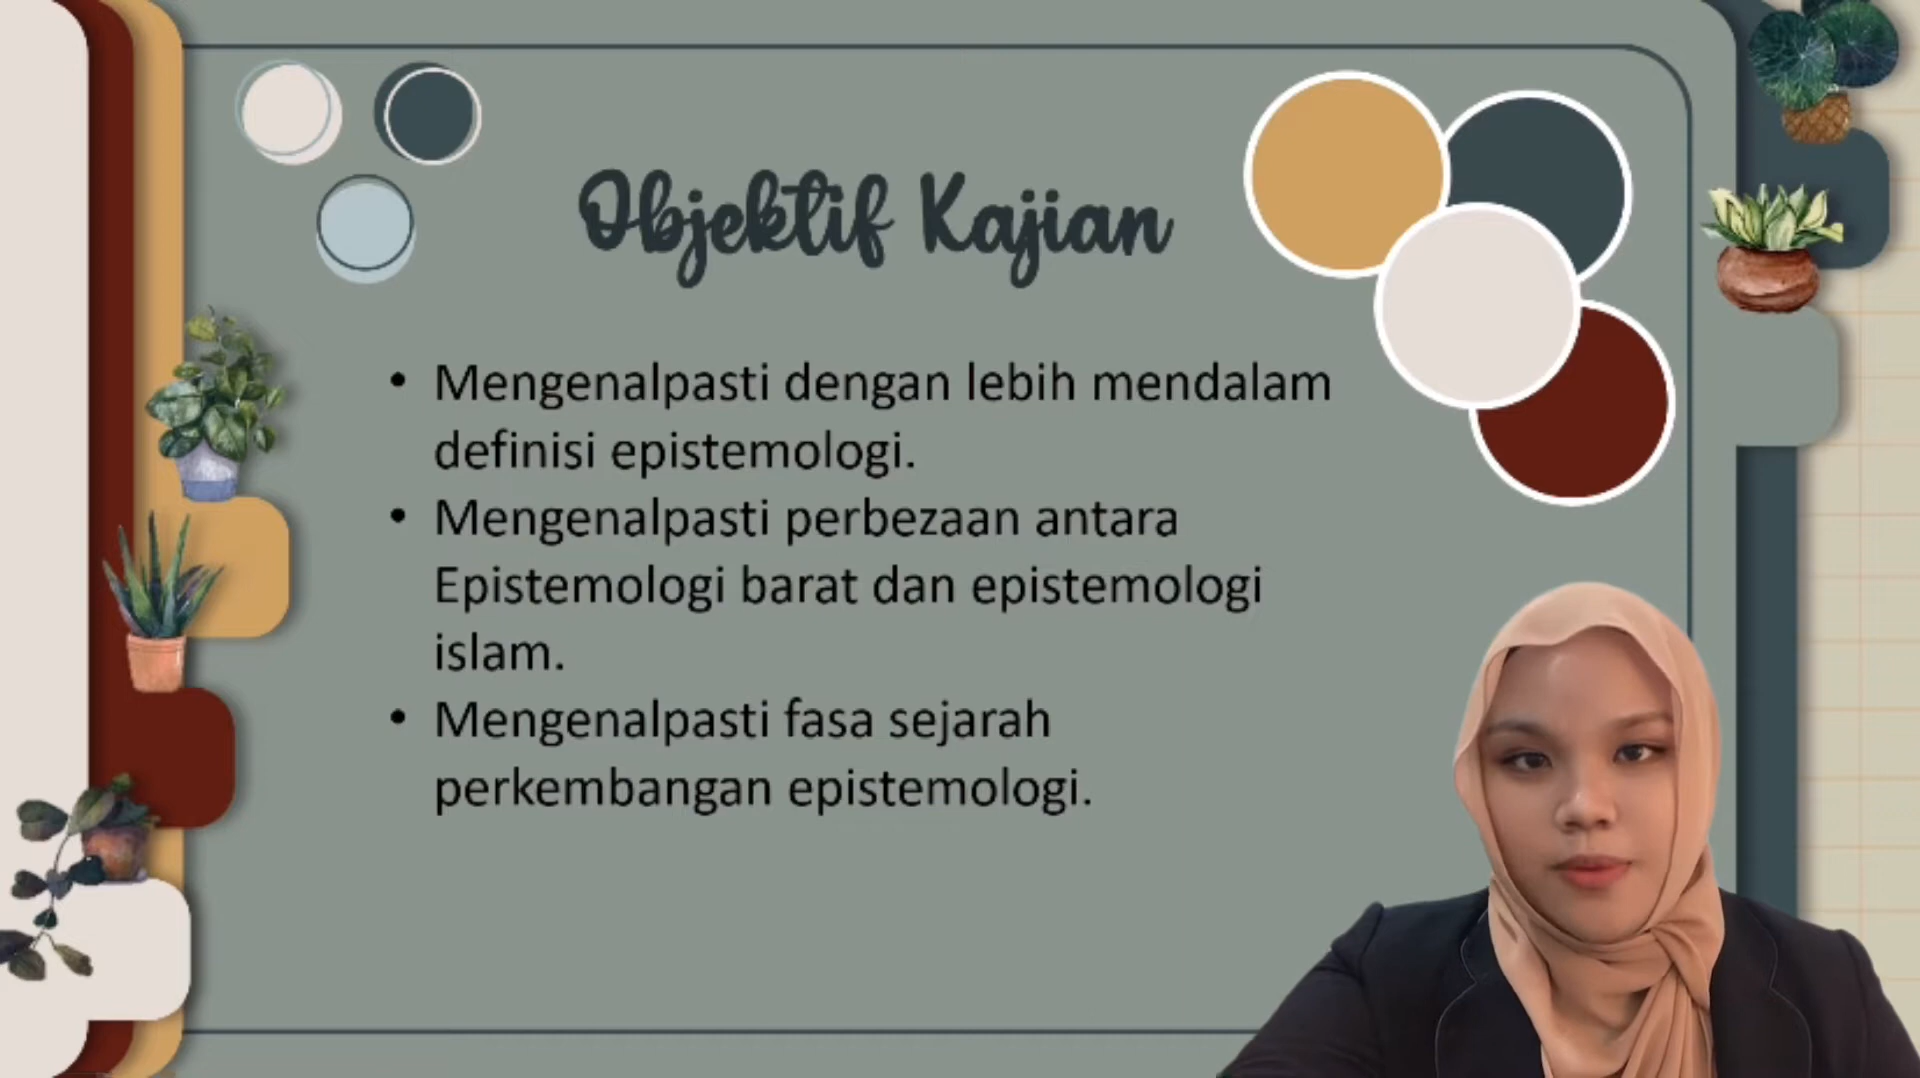 Objektif Kajian
• Mengenalpasti dengan lebih mendalam
definisi epistemologi.
• Mengenalpasti perbezaan antara
Epistemologi barat dan epistemologi
islam.
• Mengenalpasti fasa sejarah
perkembangan epistemologi.